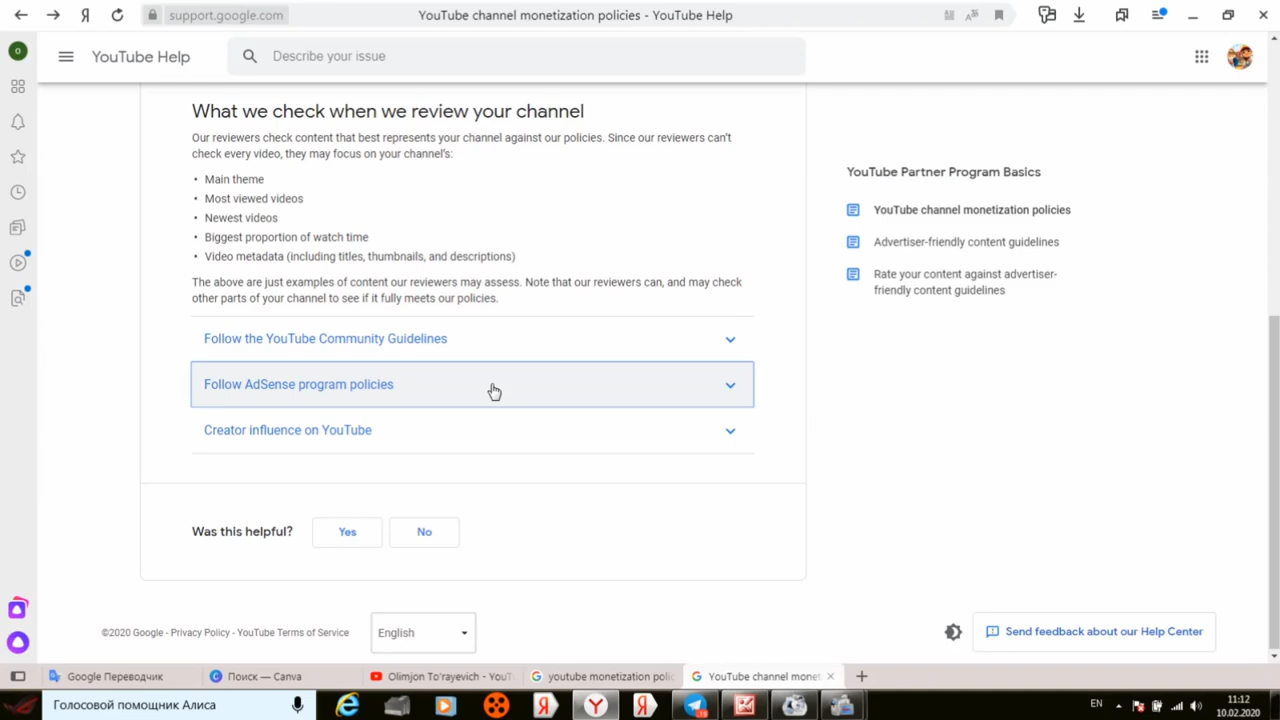 Я
support.google.com
YouTube channel monetization policies - YouTube Help
YouTube Help
Describe your issue
What we check when we review your channel
Our reviewers check content that best represents your channel against our policies. Since our reviewers can't
check every video, they may focus on your channel's:
• Main theme
• Most viewed videos
• Newest videos
• Biggest proportion of watch time
• Video metadata (including titles, thumbnails, and descriptions)
The above are just examples of content our reviewers may assess. Note that our reviewers can, and may check
other parts of your channel to see if it fully meets our policies.
Follow the YouTube Community Guidelines
Follow AdSense program policies
Creator influence on YouTube
Was this helpful?
Yes
No
YouTube Partner Program Basics
YouTube channel monetization policies
Advertiser-friendly content guidelines
Rate your content against advertiser-
friendly content guidelines
©2020 Google - Privacy Policy - YouTube Terms of Service
English
Send feedback about our Help Center
Google Переводчик
Поиск — Canva
Olimjon To'rayevich - YouT
youtube monetization polic
YouTube channel monet
Голосовой помощник Алиса
EN
11:12
10.02.2020